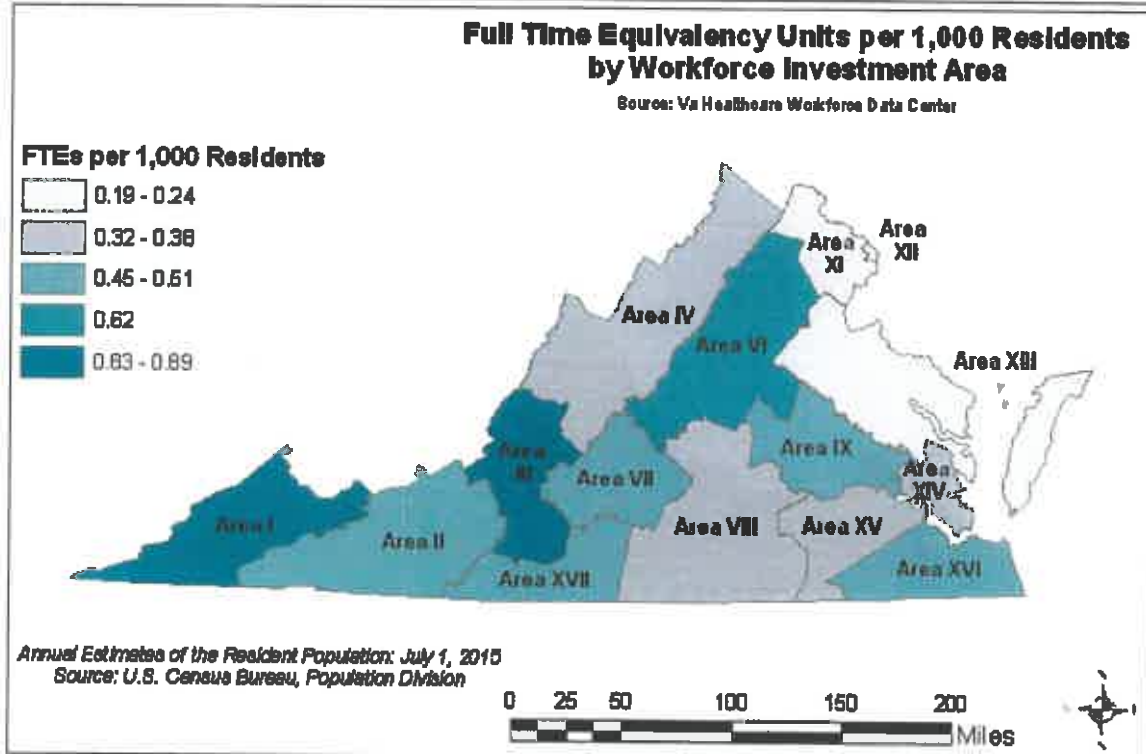 Full Time Equivalency Units per 1,000 Residents
by Workforce Investment Area
Source: Va Healthcare Workforce Data Center
FTEs per 1,000 Residents
0.19 - 0.24
0.32 - 0.38
0.45 - 0.51
0.62
0.83 - 0.89
Area
XI
Area
XII
Area IV
Area VI
Area XIII
Area
III
Area IX
Area VII
Area
XIV
Area I
Area II
Area VIII
Area XV
Area XVII
Area XVI
Annual Estimates of the Resident Population: July 1, 2015
Source: U.S. Census Bureau, Population Division
0 25 50 100 150 200
Miles